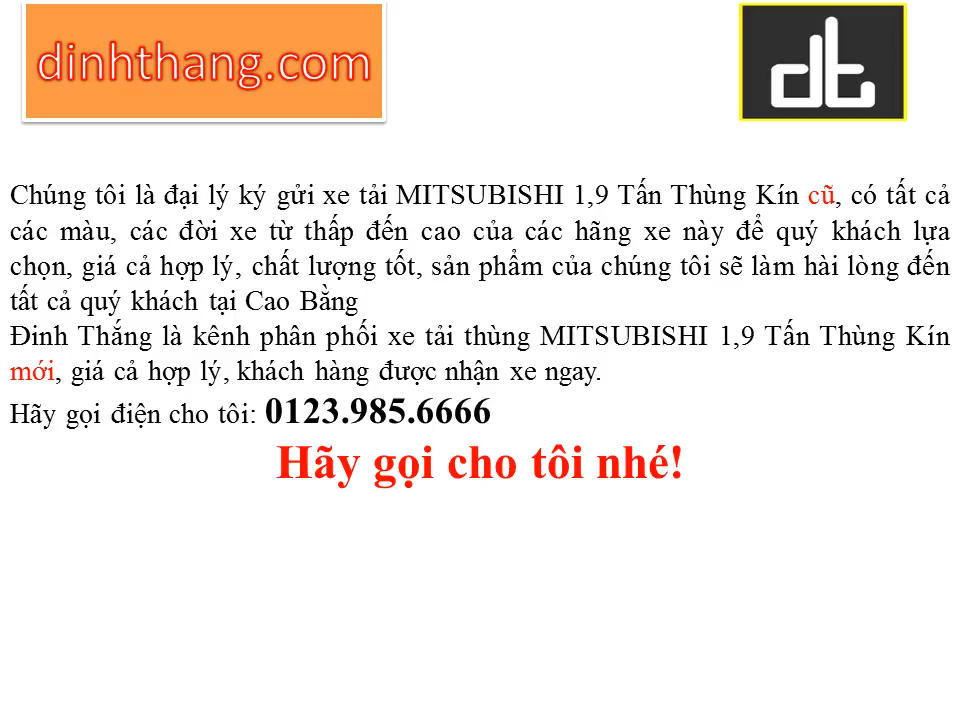 dinhthang.com
dt
Chúng tôi là đại lý ký gửi xe tải MITSUBISHI 1,9 Tấn Thùng Kín cũ, có tất cả
các màu, các đời xe từ thấp đến cao của các hãng xe này để quý khách lựa
chọn, giá cả hợp lý, chất lượng tốt, sản phẩm của chúng tôi sẽ làm hài lòng đến
tất cả quý khách tại Cao Bằng
Đinh Thắng là kênh phân phối xe tải thùng MITSUBISHI 1,9 Tấn Thùng Kín
mới, giá cả hợp lý, khách hàng được nhận xe ngay.
Hãy gọi điện cho tôi: 0123.985.6666
Hãy gọi cho tôi nhé!